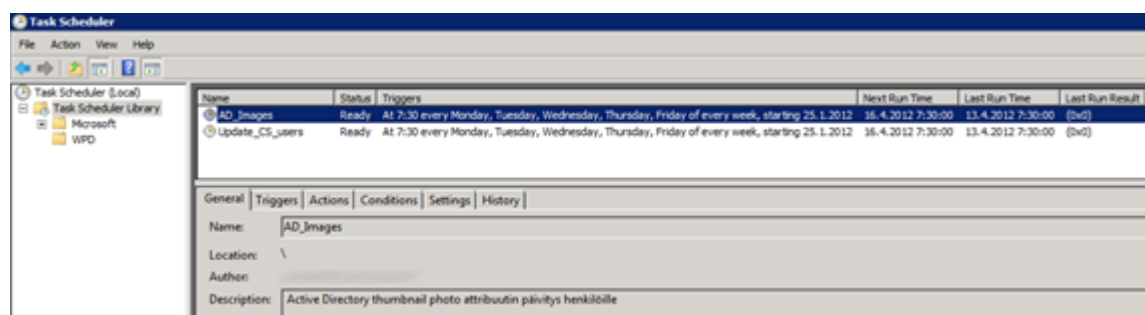 Task Scheduler
File Action View Help
Task Scheduler (Local)
Task Scheduler Library
Microsoft
WPD
Name Status Triggers Next Run Time Last Run Time Last Run Result
AD_Images Ready At 7:30 every Monday, Tuesday, Wednesday, Thursday, Friday of every week, starting 25.1.2012 16.4.2012 7:30:00 13.4.2012 7:30:00 (0x0)
Update_CS_users Ready At 7:30 every Monday, Tuesday, Wednesday, Thursday, Friday of every week, starting 25.1.2012 16.4.2012 7:30:00 13.4.2012 7:30:00 (0x0)
General Triggers Actions Conditions Settings History
Name: AD_Images
Location: \
Author:
Description: Active Directory thumbnail photo attribuutin päivitys henkilöille